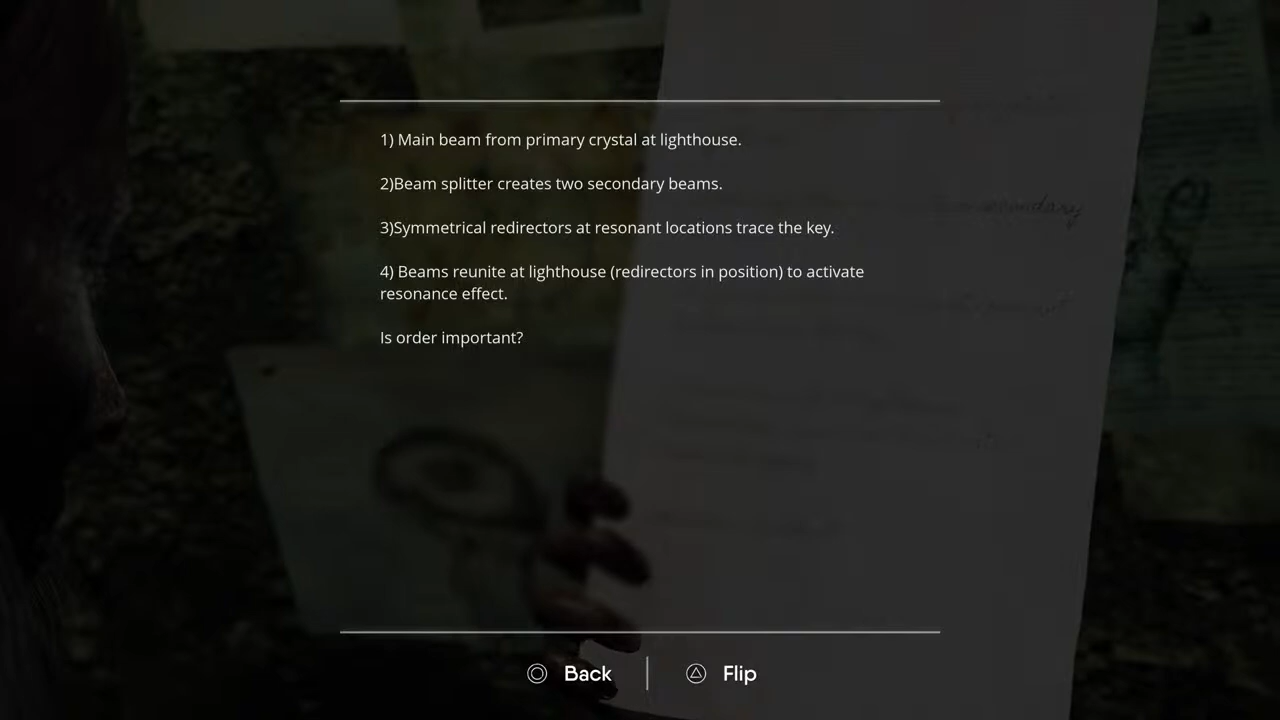 1) Main beam from primary crystal at lighthouse.
2)Beam splitter creates two secondary beams.
3)Symmetrical redirectors at resonant locations trace the key.
4) Beams reunite at lighthouse (redirectors in position) to activate
resonance effect.
Is order important?
secondary
Back
Flip